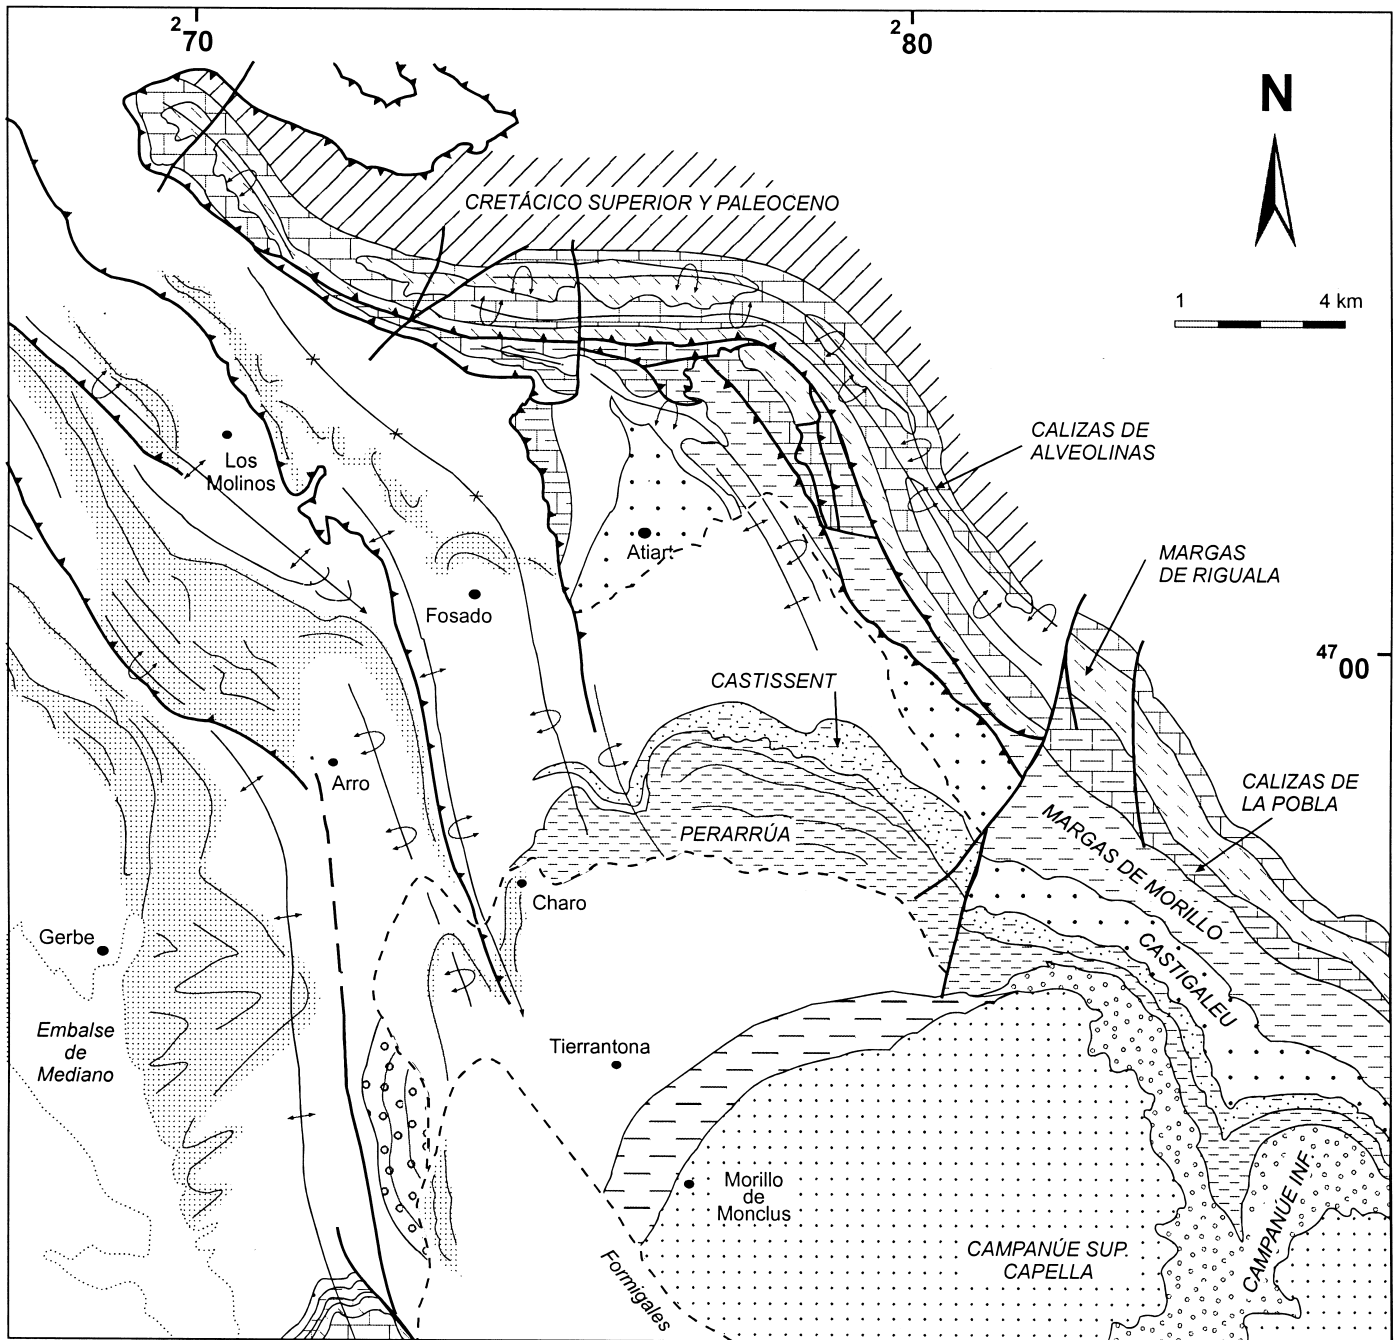 270
280
N
CRETÁCICO SUPERIOR Y PALEOCENO
1 4 km
CALIZAS DE
ALVEOLINAS
Los
Molinos
Atiart
MARGAS
DE RIGUALA
Fosado
4700
CASTISSENT
Arro
CALIZAS DE
LA POBLA
PERARRÚA
MARGAS DE MORILLO
Charo
Gerbe
CASTIGALEU
Embalse
de
Mediano
Tierrantona
Morillo
de
Monclus
CAMPANÚE INF.
CAMPANÚE SUP.
CAPELLA
Formigales